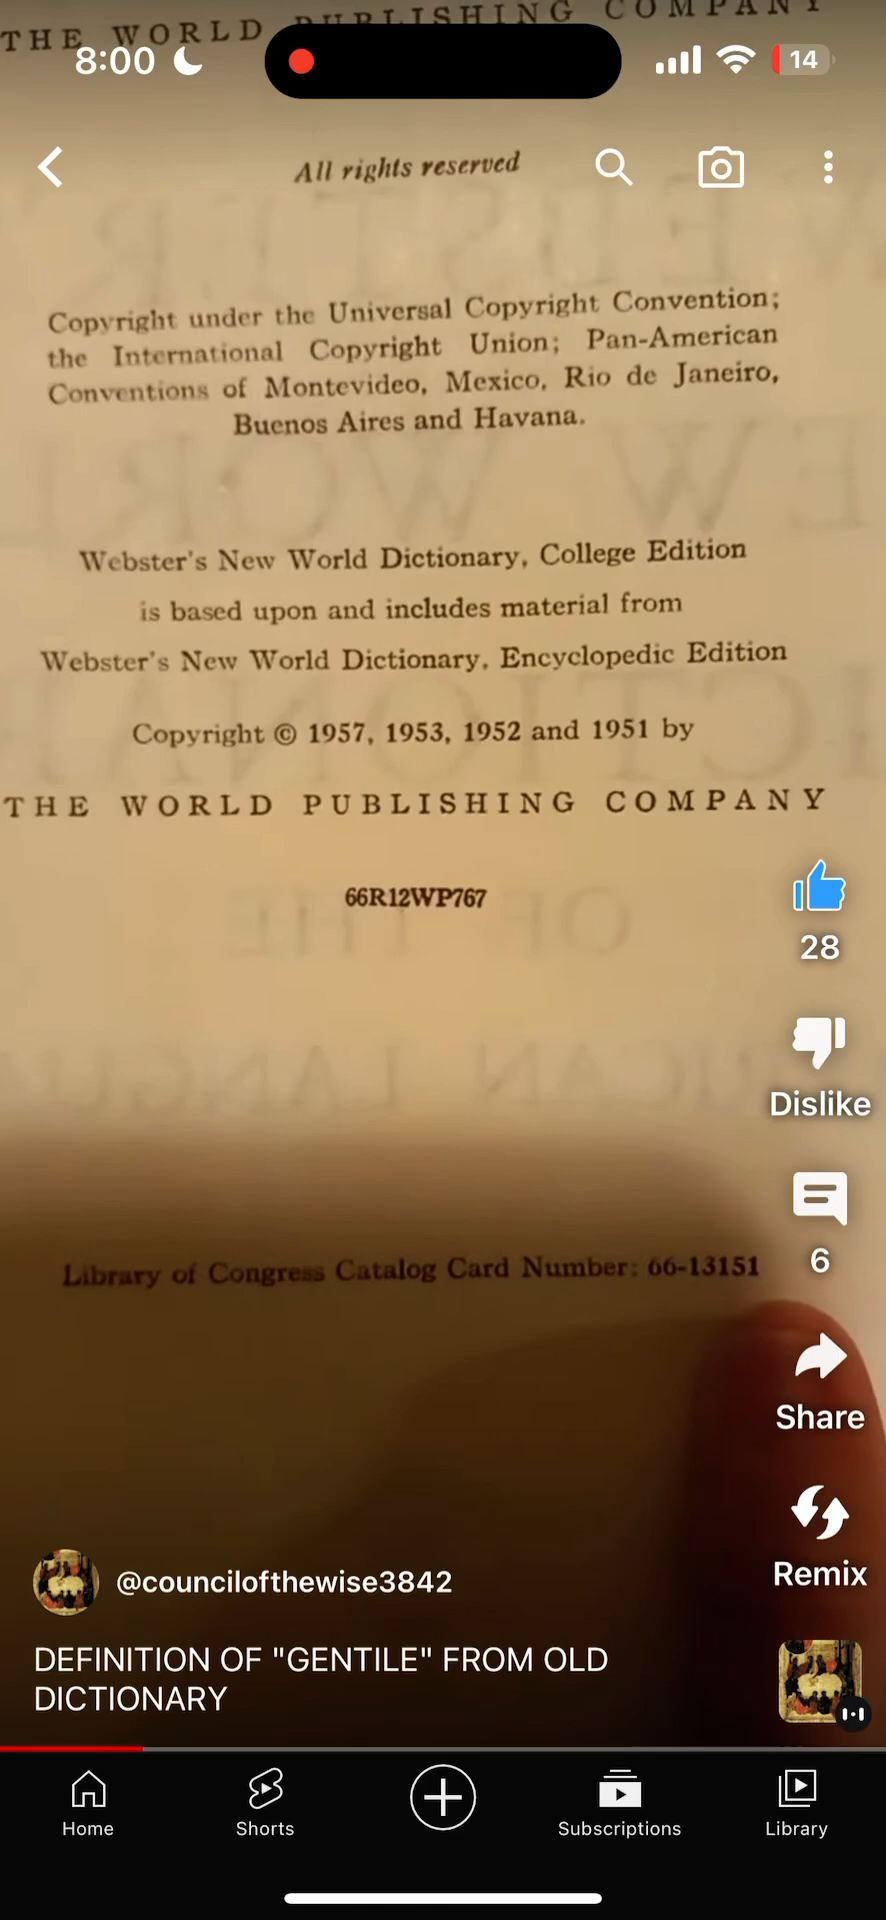 THE WORLD PUBLISHING COMPANY
8:00
14
All rights reserved
Copyright under the Universal Copyright Convention;
the International Copyright Union; Pan-American
Conventions of Montevideo, Mexico, Rio de Janeiro,
Buenos Aires and Havana.
Webster's New World Dictionary, College Edition
is based upon and includes material from
Webster's New World Dictionary, Encyclopedic Edition
Copyright © 1957, 1953, 1952 and 1951 by
THE WORLD PUBLISHING COMPANY
66R12WP767
28
Dislike
Library of Congress Catalog Card Number: 66-13151
6
Share
Remix
@councilofthewise3842
DEFINITION OF "GENTILE" FROM OLD
DICTIONARY
Home
Shorts
Subscriptions
Library